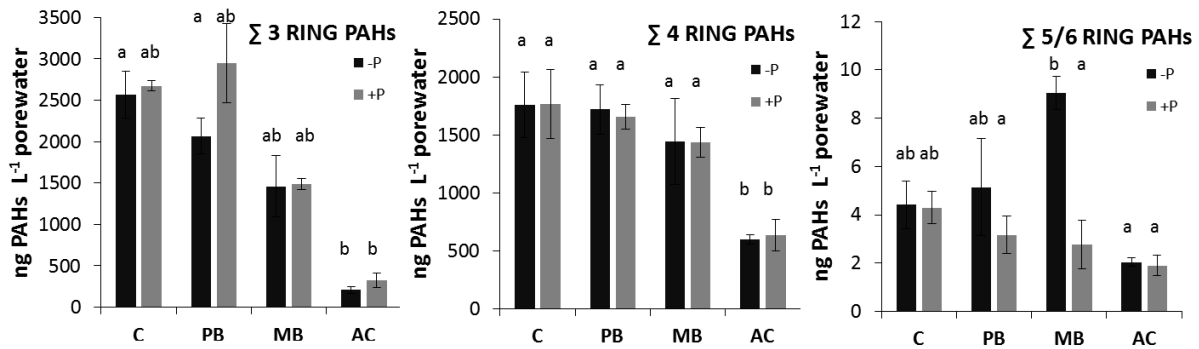 ng PAHs L-1 porewater
∑ 3 RING PAHs
-P
+P
3500
3000
2500
2000
1500
1000
500
0
a ab
a ab
ab ab
b b
C PB MB AC
ng PAHs L-1 porewater
∑ 4 RING PAHs
-P
+P
2500
2000
1500
1000
500
0
a a
a a
a a
b b
C PB MB AC
ng PAHs L-1 porewater
∑ 5/6 RING PAHs
-P
+P
12
10
8
6
4
2
0
ab ab
ab a
b a
a a
C PB MB AC